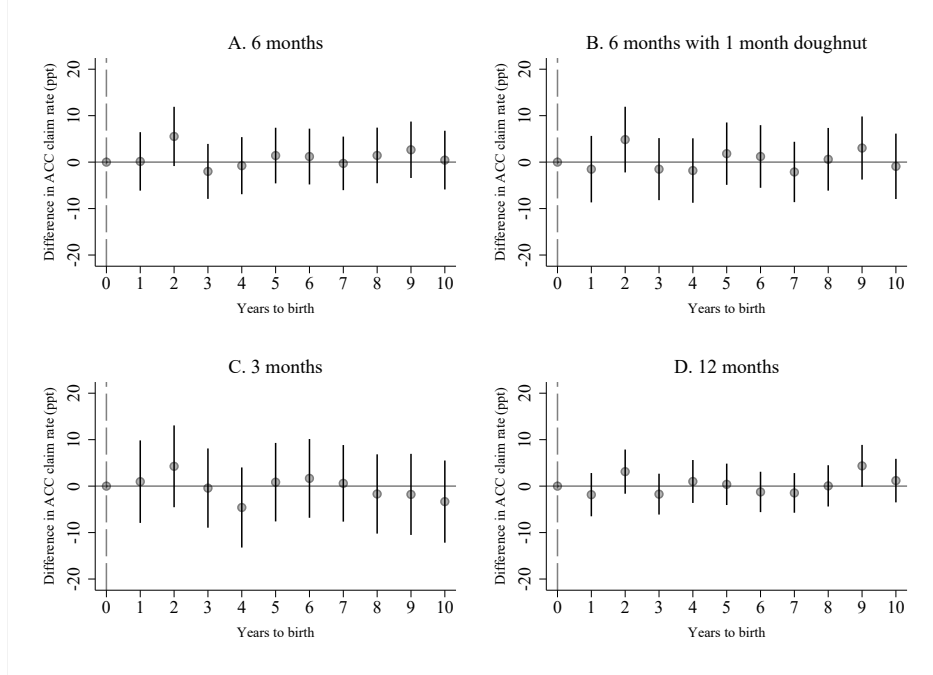 A. 6 months
Difference in ACC claim rate (ppt)
20
10
0
-10
-20
0 1 2 3 4 5 6 7 8 9 10
Years to birth
B. 6 months with 1 month doughnut
Difference in ACC claim rate (ppt)
20
10
0
-10
-20
0 1 2 3 4 5 6 7 8 9 10
Years to birth
C. 3 months
Difference in ACC claim rate (ppt)
20
10
0
-10
-20
0 1 2 3 4 5 6 7 8 9 10
Years to birth
D. 12 months
Difference in ACC claim rate (ppt)
20
10
0
-10
-20
0 1 2 3 4 5 6 7 8 9 10
Years to birth